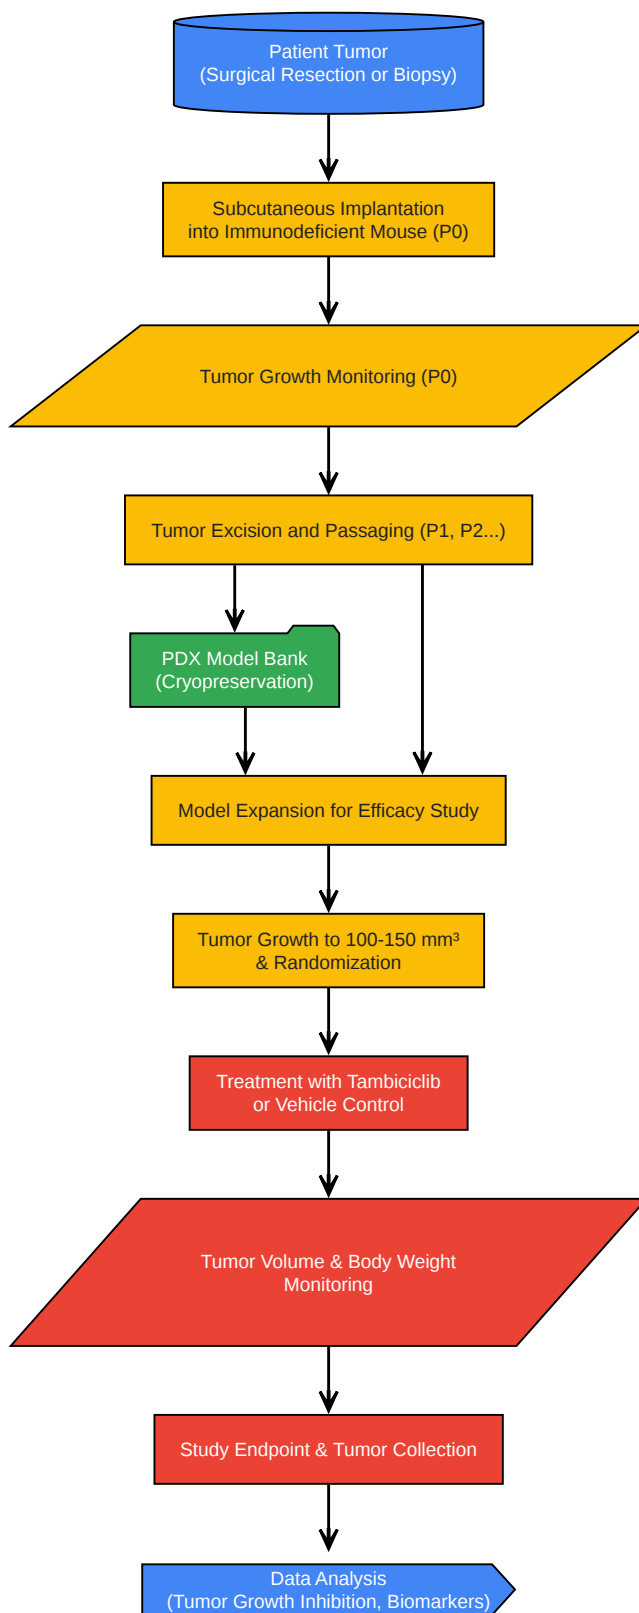 Patient Tumor
(Surgical Resection or Biopsy)
Subcutaneous Implantation
into Immunodeficient Mouse (P0)
Tumor Growth Monitoring (P0)
Tumor Excision and Passaging (P1, P2...)
PDX Model Bank
(Cryopreservation)
Model Expansion for Efficacy Study
Tumor Growth to 100-150 mm³
& Randomization
Treatment with Tambiciclib
or Vehicle Control
Tumor Volume & Body Weight
Monitoring
Study Endpoint & Tumor Collection
Data Analysis
(Tumor Growth Inhibition, Biomarkers)